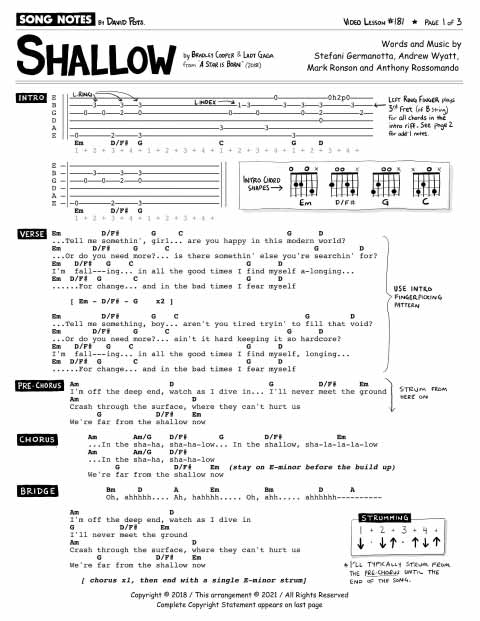 SONG NOTES BY DAVID POTS.
VIDEO LESSON #181 ★ PAGE 1 OF 3
SHALLOW
by BRADLEY COOPER & LADY GAGA
from "A STAR IS BORN" (2018)
Words and Music by
Stefani Germanotta, Andrew Wyatt,
Mark Ronson and Anthony Rossomando
INTRO
L.RING
L.INDEX
Em D/F# G C G D
1 + 2 + 3 + 4 + 1 + 2 + 3 + 4 + 1 + 2 + 3 + 4 + 1 + 2 + 3 + 4 +
LEFT RING FINGER plays
3rd FRET (of B STRING)
for all chords in the
intro riff. SEE page 2
for add'l notes.
Em D/F# G
1 + 2 + 3 + 4 + 1 + 2 + 3 + 4 +
INTRO CHORD
SHAPES
Em D/F# G C
VERSE
Em D/F# G C G D
...Tell me somethin', girl... are you happy in this modern world?
Em D/F# G C G D
...Or do you need more?... is there somethin' else you're searchin' for?
Em D/F# G C G D
I'm fall---ing... in all the good times I find myself a-longing...
Em D/F# G C G D
......For change... and in the bad times I fear myself
[ Em - D/F# - G x2 ]
USE INTRO
FINGERPICKING
PATTERN
Em D/F# G C G D
...Tell me something, boy... aren't you tired tryin' to fill that void?
Em D/F# G C G D
...Or do you need more?... ain't it hard keeping it so hardcore?
Em D/F# G C G D
I'm fall---ing... in all the good times I find myself, longing...
Em D/F# G C G D
......For change... and in the bad times I fear myself
PRE-CHORUS
Am D G D/F# Em
I'm off the deep end, watch as I dive in... I'll never meet the ground
Am D
Crash through the surface, where they can't hurt us
G D/F# Em
We're far from the shallow now
STRUM FROM
HERE ON
CHORUS
Am Am/G D/F# G D/F# Em
...In the sha-ha, sha-ha-low... In the shallow, sha-la-la-la-low
Am Am/G D/F#
...In the sha-ha, sha-ha-low
G D/F# Em (stay on E-minor before the build up)
We're far from the shallow now
BRIDGE
Bm D A Em Bm D A
Oh, ahhhhh.... Ah, hahhhh..... Oh, ahh..... ahhhhhh----------
Am D
I'm off the deep end, watch as I dive in
G D/F# Em
I'll never meet the ground
Am D
Crash through the surface, where they can't hurt us
G D/F# Em
We're far from the shallow now
[ chorus x1, then end with a single E-minor strum]
STRUMMING
1 + 2 + 3 + 4 +
* I'LL TYPICALLY STRUM FROM
THE PRE-CHORUS UNTIL THE
END OF THE SONG.
Copyright © 2018 / This arrangement © 2021 / All Rights Reserved
Complete Copyright Statement appears on last page